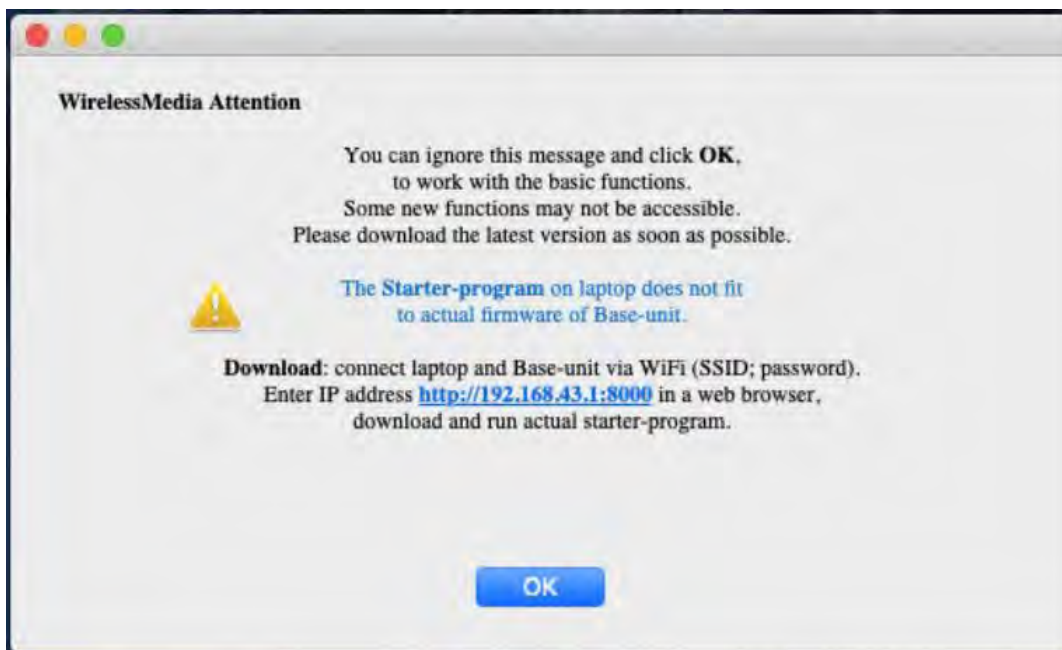 WirelessMedia Attention
You can ignore this message and click OK,
to work with the basic functions.
Some new functions may not be accessible.
Please download the latest version as soon as possible.
The Starter-program on laptop does not fit
to actual firmware of Base-unit.
Download: connect laptop and Base-unit via WiFi (SSID; password).
Enter IP address http://192.168.43.1:8000 in a web browser,
download and run actual starter-program.
OK